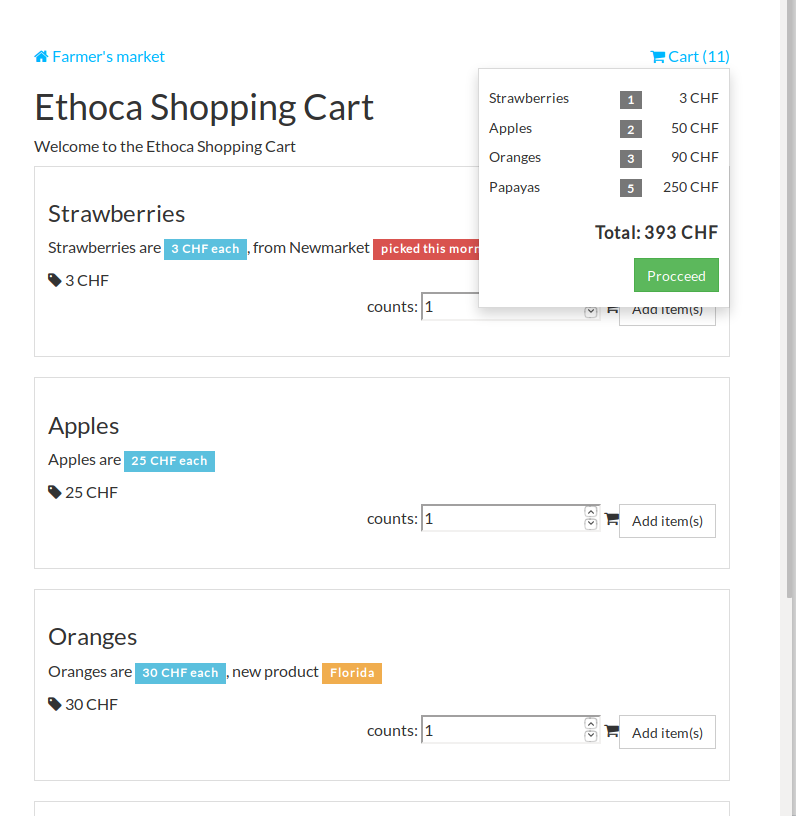 Farmer's market
Cart (11)
Strawberries 1 3 CHF
Apples 2 50 CHF
Oranges 3 90 CHF
Papayas 5 250 CHF
Total: 393 CHF
Procceed
Ethoca Shopping Cart
Welcome to the Ethoca Shopping Cart
Strawberries
Strawberries are 3 CHF each, from Newmarket picked this
3 CHF
counts: 1 Add item(s)
Apples
Apples are 25 CHF each
25 CHF
counts: 1 Add item(s)
Oranges
Oranges are 30 CHF each, new product Florida
30 CHF
counts: 1 Add item(s)